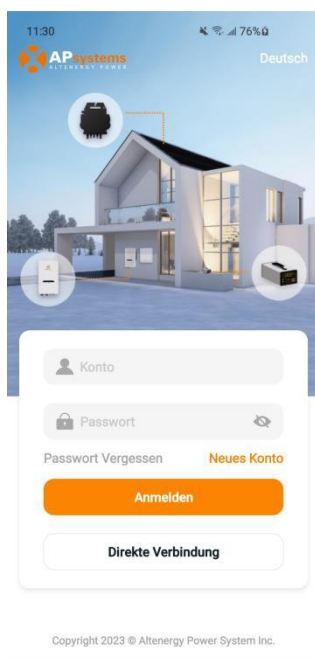 11:30
76%
APsystems
ALTENERGY POWER
Deutsch
Konto
Passwort
Passwort Vergessen
Neues Konto
Anmelden
Direkte Verbindung
Copyright 2023 © Altenergy Power System Inc.